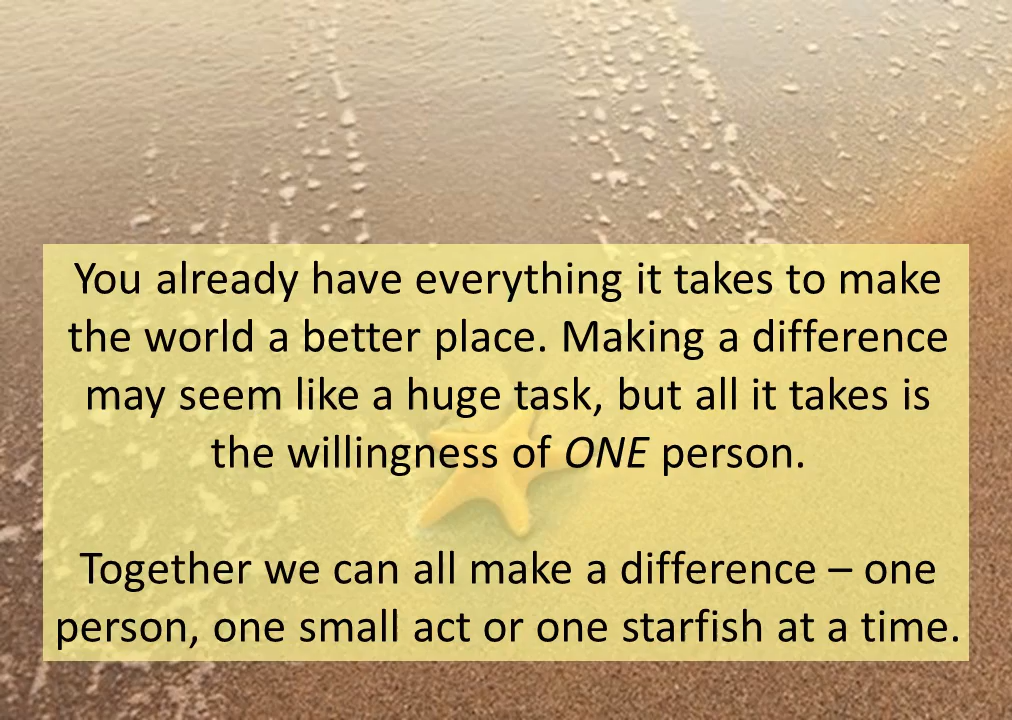 You already have everything it takes to make
the world a better place. Making a difference
may seem like a huge task, but all it takes is
the willingness of ONE person.
Together we can all make a difference – one
person, one small act or one starfish at a time.